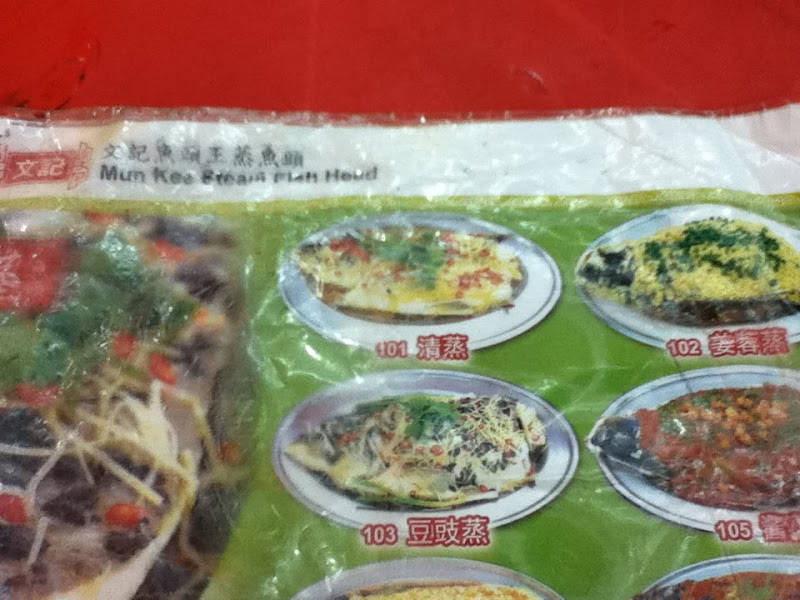 文記
文記魚頭王蒸魚頭
Mun Kee Steam Fish Head
101 清蒸
102 姜蓉蒸
103 豆豉蒸
105